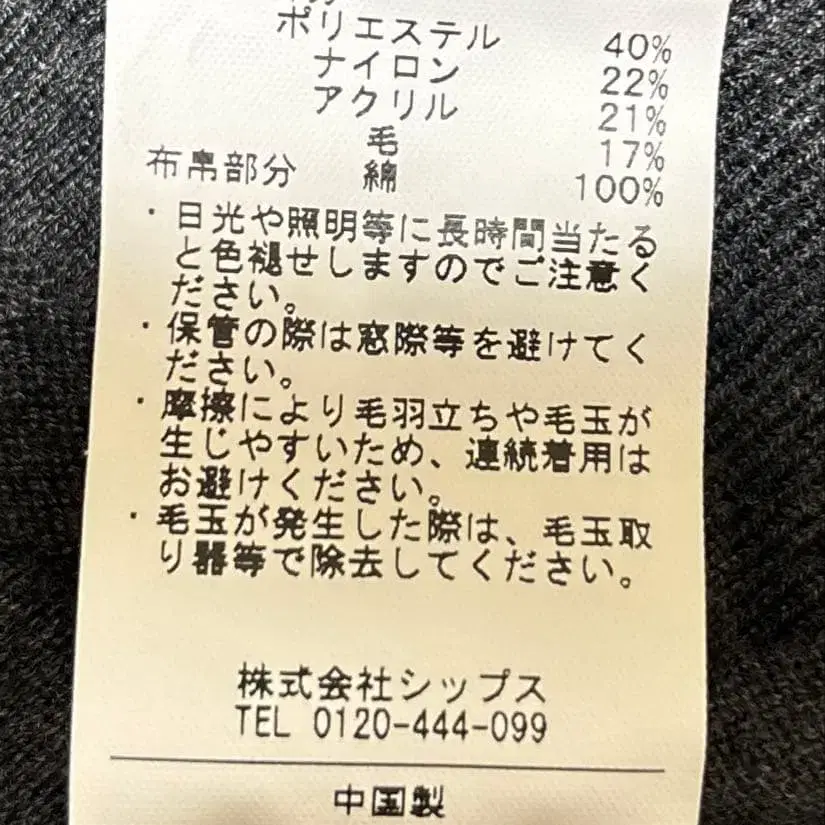 ポリエステル 40%
ナイロン 22%
アクリル 21%
毛 17%
布帛部分 綿 100%
・日光や照明等に長時間当たる
と色褪せしますのでご注意く
ださい。
・保管の際は窓際等を避けてく
ださい。
・摩擦により毛羽立ちや毛玉が
生じやすいため、連続着用は
お避けください。
・毛玉が発生した際は、毛玉取
り器等で除去してください。
株式会社シップス
TEL 0120-444-099
中国製